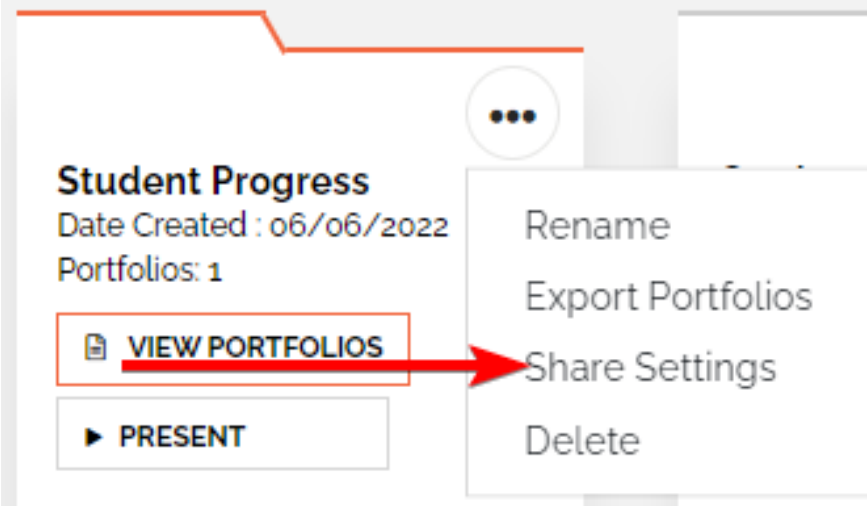 Student Progress
Date Created : 06/06/2022
Portfolios: 1
VIEW PORTFOLIOS
PRESENT
Rename
Export Portfolios
Share Settings
Delete